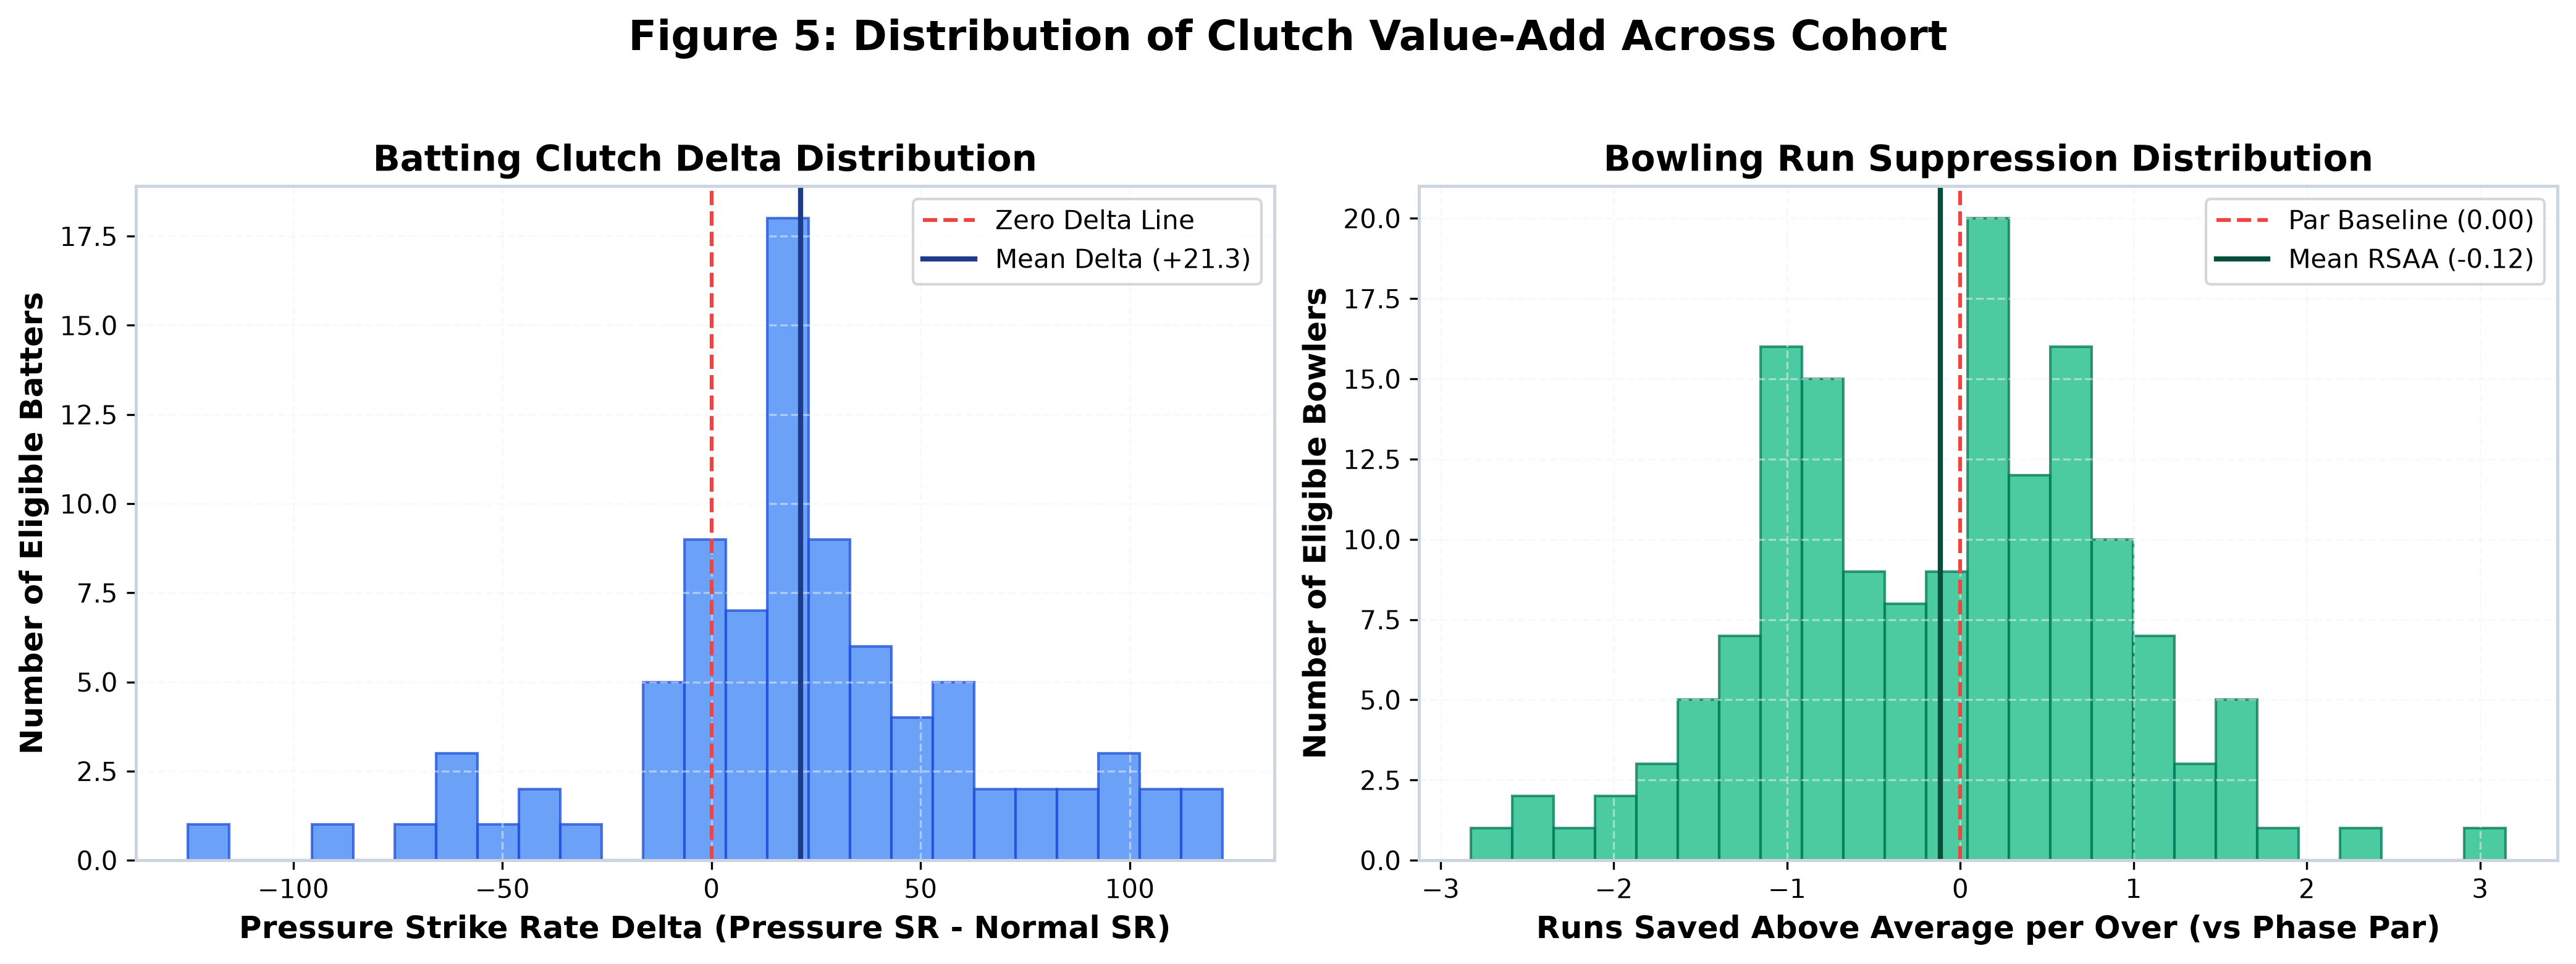 Figure 5: Distribution of Clutch Value-Add Across Cohort
Batting Clutch Delta Distribution
Number of Eligible Batters
17.5
15.0
12.5
10.0
7.5
5.0
2.5
0.0
Zero Delta Line
Mean Delta (+21.3)
−100
−50
0
50
100
Pressure Strike Rate Delta (Pressure SR - Normal SR)
Bowling Run Suppression Distribution
Number of Eligible Bowlers
20.0
17.5
15.0
12.5
10.0
7.5
5.0
2.5
0.0
Par Baseline (0.00)
Mean RSAA (-0.12)
−3
−2
−1
0
1
2
3
Runs Saved Above Average per Over (vs Phase Par)